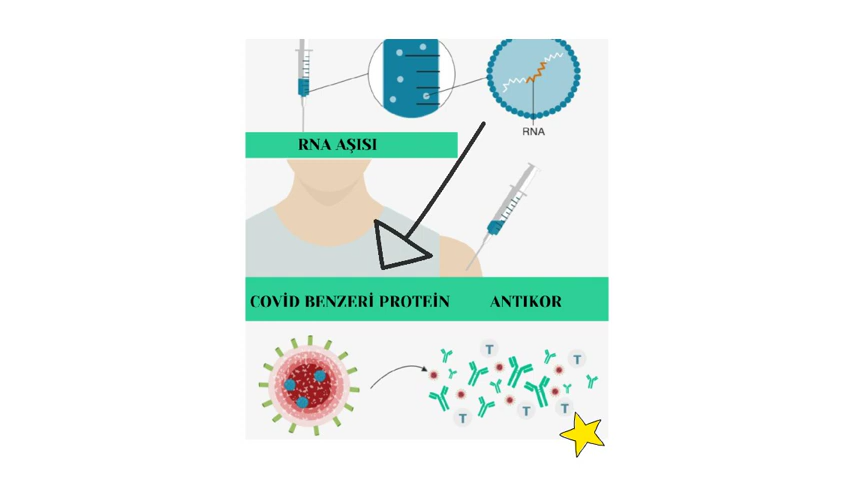 RNA
RNA AŞISI
COVİD BENZERİ PROTEİN
ANTIKOR
T
T
T
T
T